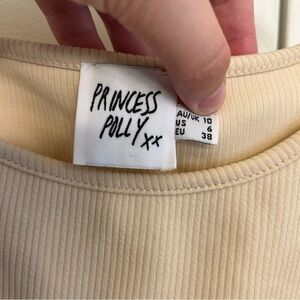 PRINCESS
POLLY xx
AU/UK 10
US 6
EU 38